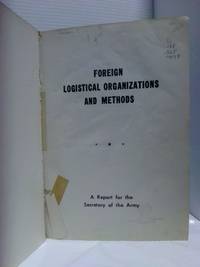 FOREIGN
LOGISTICAL ORGANIZATIONS
AND METHODS
A Report for the
Secretary of the Army